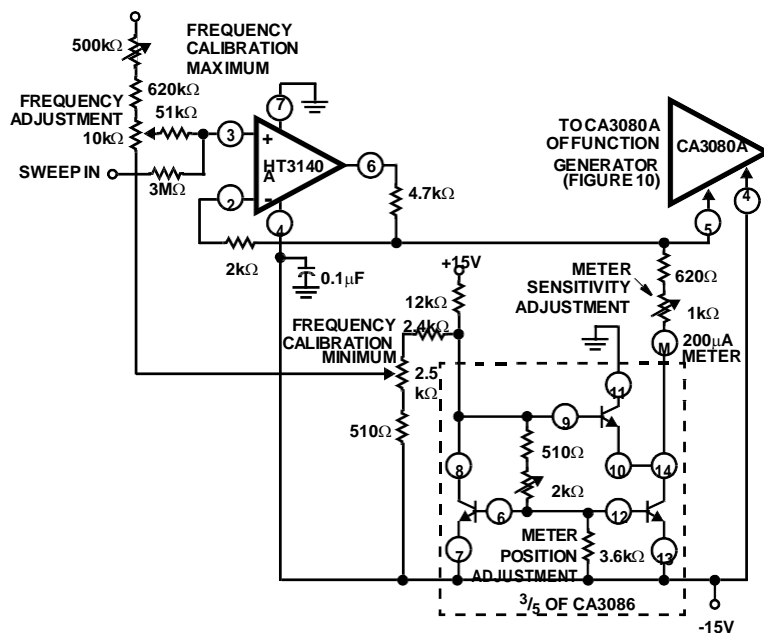 500kΩ
FREQUENCY
CALIBRATION
MAXIMUM
620kΩ
51kΩ
FREQUENCY
ADJUSTMENT
10kΩ
SWEEP IN
3MΩ
7
3
+
HT3140
A
6
2
-
4
4.7kΩ
2kΩ
0.1µF
TO CA3080A
OF FUNCTION
GENERATOR
(FIGURE 10)
CA3080A
4
5
+15V
12kΩ
2.4kΩ
FREQUENCY
CALIBRATION
MINIMUM
2.5
kΩ
510Ω
METER
SENSITIVITY
ADJUSTMENT
620Ω
1kΩ
M
200µA
METER
11
9
510Ω
10
14
8
2kΩ
6
12
7
METER
POSITION
ADJUSTMENT
3.6kΩ
13
3/5 OF CA3086
-15V